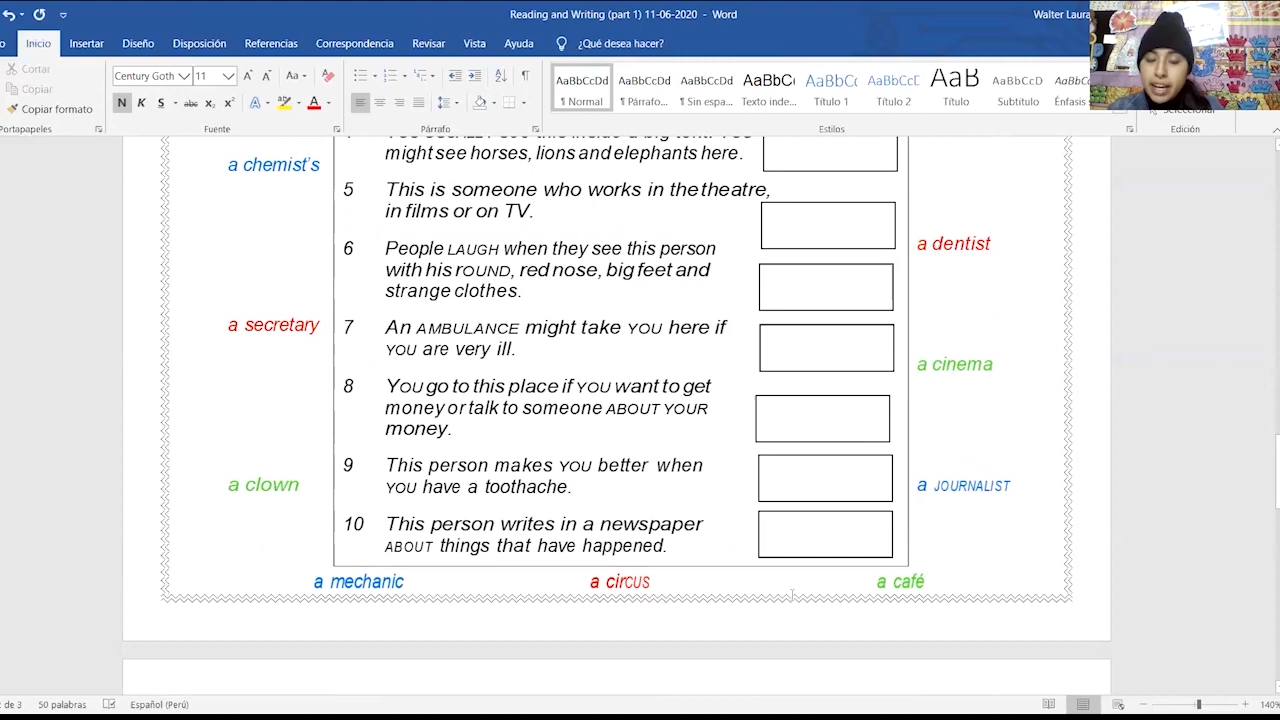 Reading and Writing (part 1) 11-06-2020 - Word
Walter Laura
Inicio Insertar Diseño Disposición Referencias Correspondencia Revisar Vista ¿Qué desea hacer?
Cortar
Copiar
Copiar formato
Portapapeles
Century Goth 11
Fuente
Párrafo
AaBbCcDd ¶ Normal
AaBbCcDd ¶ Párrafo...
AaBbCcDd ¶ Sin espa...
AaBbC Texto inde...
AaBbCc Título 1
AaBbCcD Título 2
AaB Título
AaBbCcD Subtítulo
AaBbCcD Énfasis
Estilos
Seleccionar
Edición
might see horses, lions and elephants here.
a chemist's
5 This is someone who works in the theatre,
in films or on TV.
6 People LAUGH when they see this person
with his rOUND, red nose, big feet and
strange clothes.
a dentist
a secretary
7 An AMBULANCE might take YOU here if
YOU are very ill.
a cinema
8 YOU go to this place if YOU want to get
money or talk to someone ABOUT YOUR
money.
9 This person makes YOU better when
YOU have a toothache.
a clown
a JOURNALIST
10 This person writes in a newspaper
ABOUT things that have happened.
a mechanic a cirCUS a café
de 3 50 palabras Español (Perú) 140%